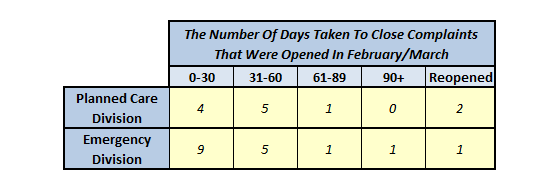 The Number Of Days Taken To Close Complaints
That Were Opened In February/March
0-30 31-60 61-89 90+ Reopened
Planned Care
Division
4 5 1 0 2
Emergency
Division
9 5 1 1 1